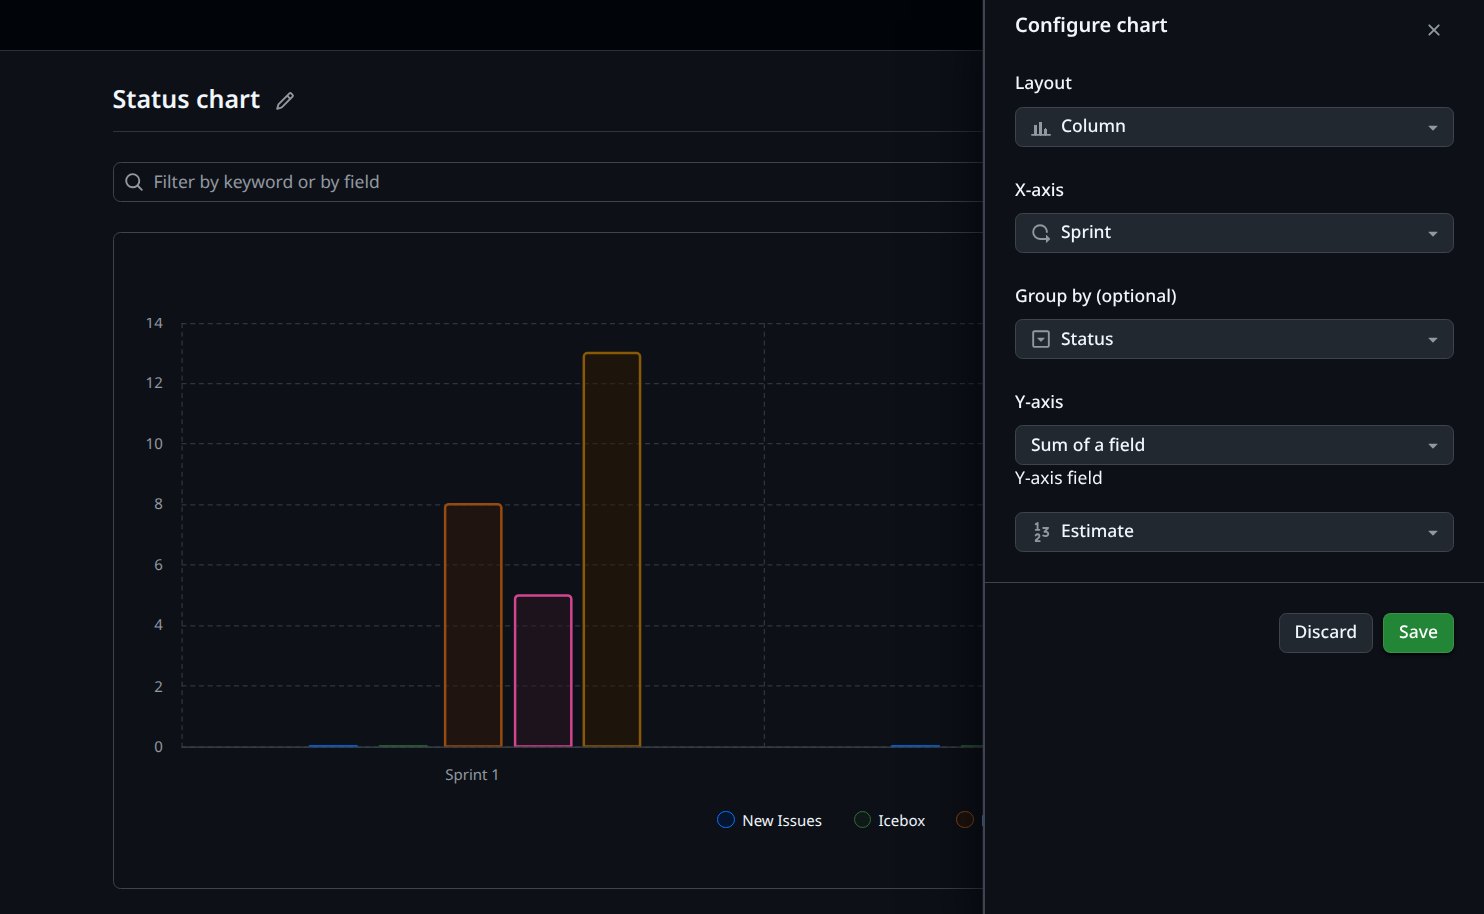 Status chart
Filter by keyword or by field
14
12
10
8
6
4
2
0
Sprint 1
New Issues
Icebox
Configure chart
Layout
Column
X-axis
Sprint
Group by (optional)
Status
Y-axis
Sum of a field
Y-axis field
Estimate
Discard
Save